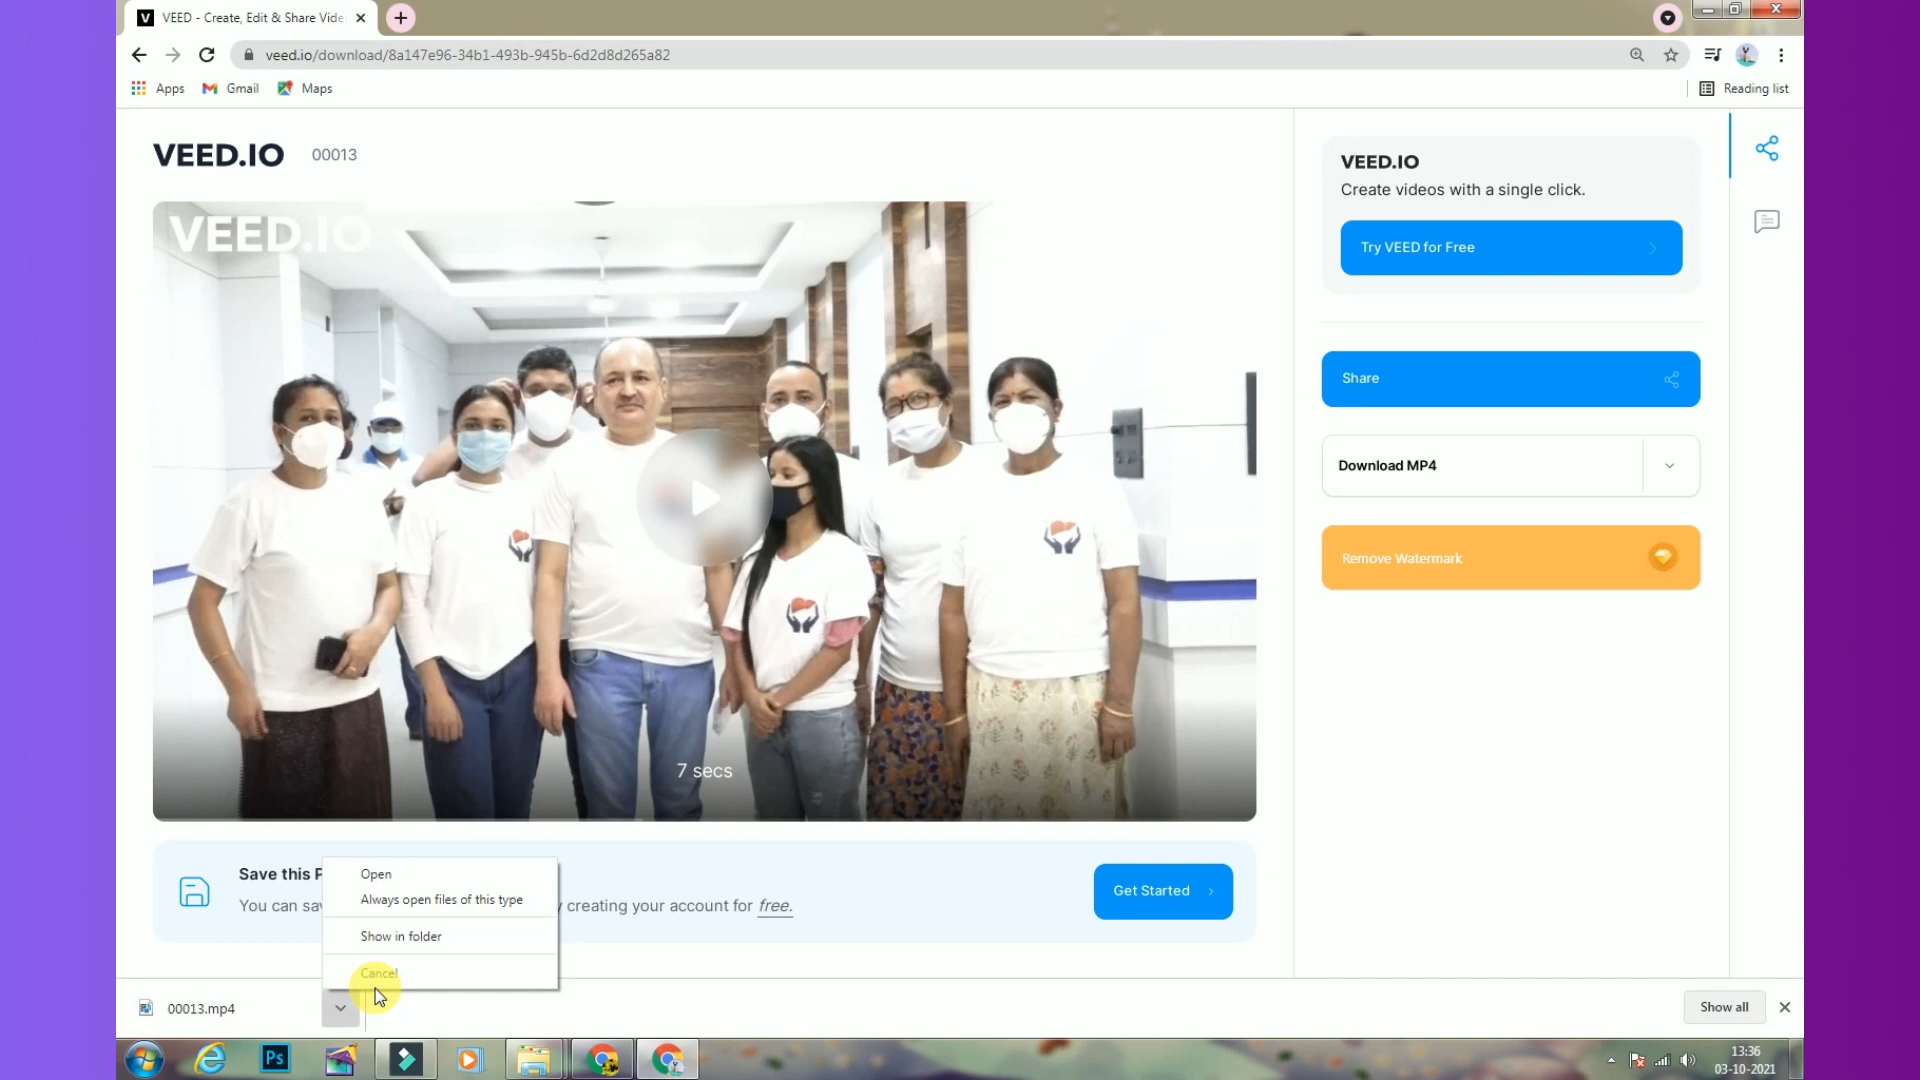 VEED - Create, Edit & Share Vide
veed.io/download/8a147e96-34b1-493b-945b-6d2d8d265a82
Apps
Gmail
Maps
Reading list
VEED.IO
00013
VEED.IO
7 secs
VEED.IO
Create videos with a single click.
Try VEED for Free
Share
Download MP4
Remove Watermark
Save this P
You can sav
creating your account for free.
Get Started
Open
Always open files of this type
Show in folder
Cancel
00013.mp4
Show all
Ps
13:36
03-10-2021